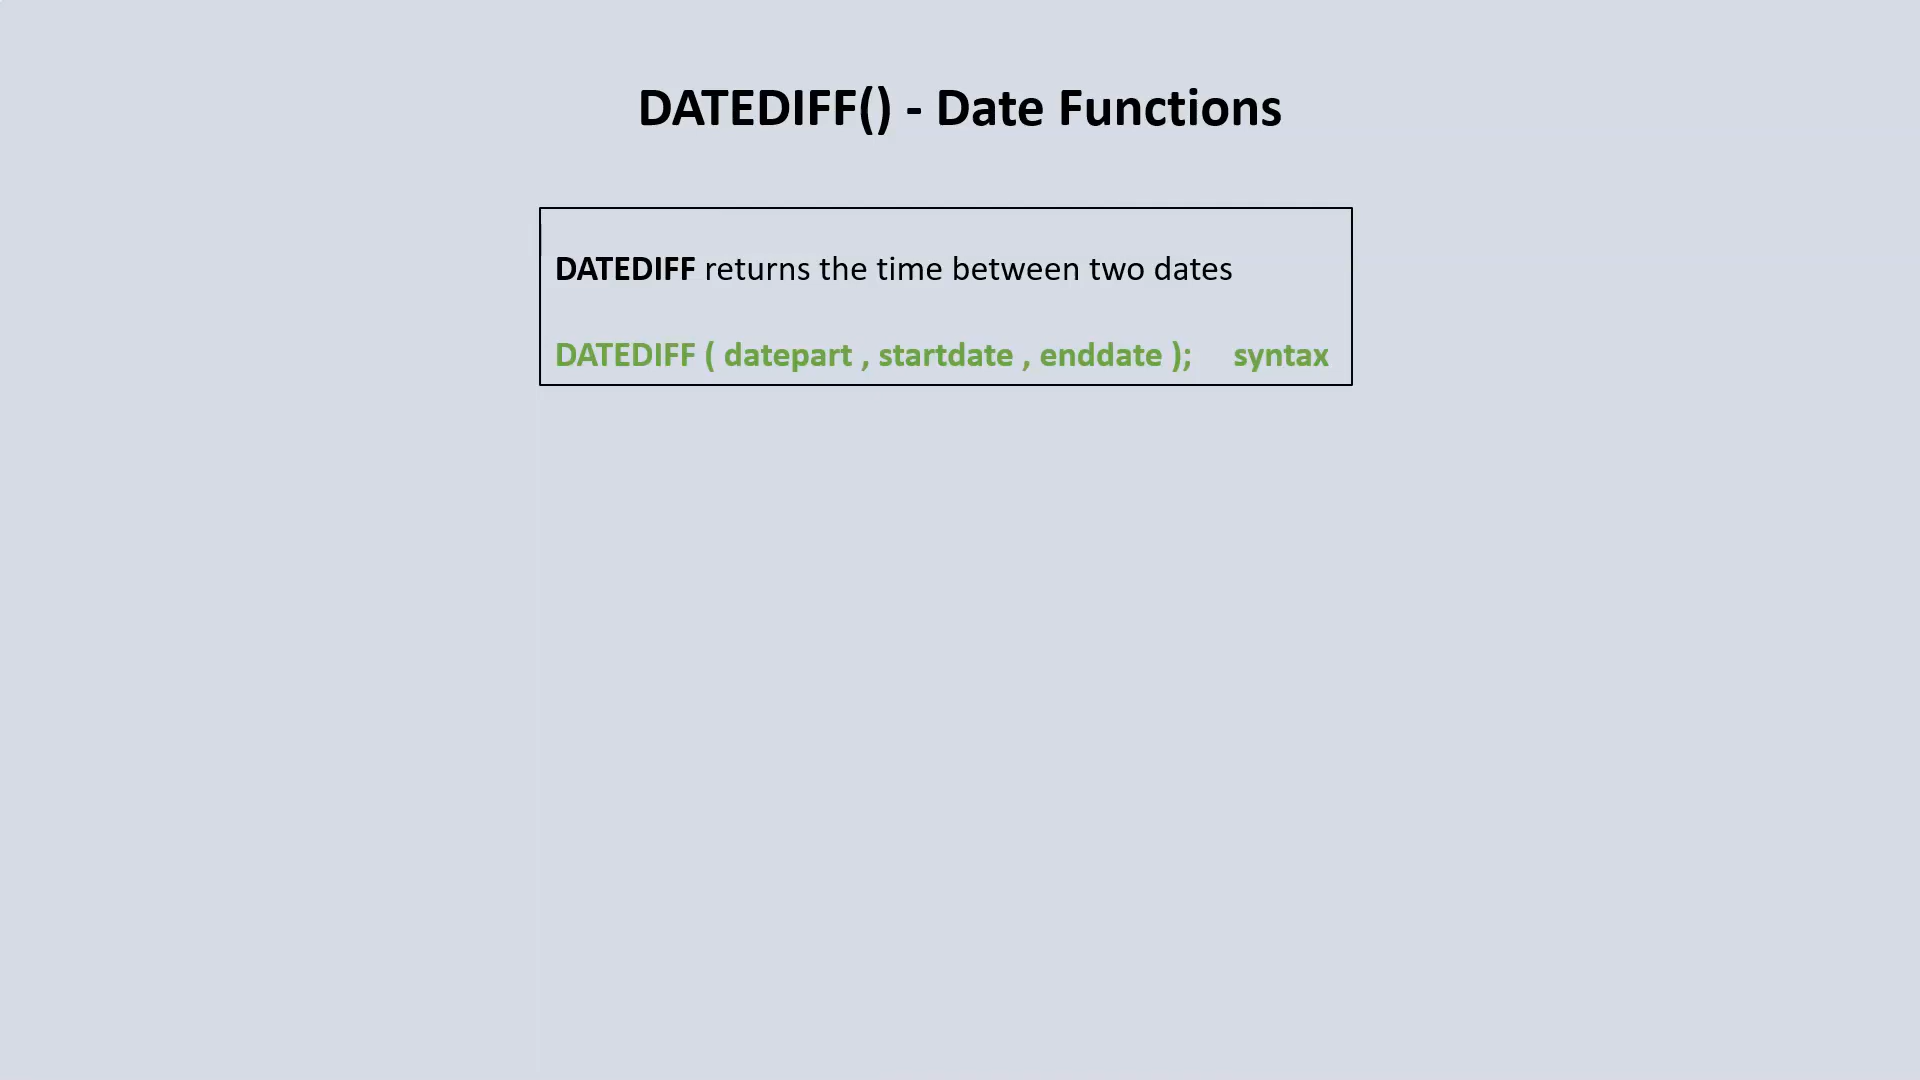 DATEDIFF() - Date Functions
DATEDIFF returns the time between two dates
DATEDIFF ( datepart , startdate , enddate ); syntax